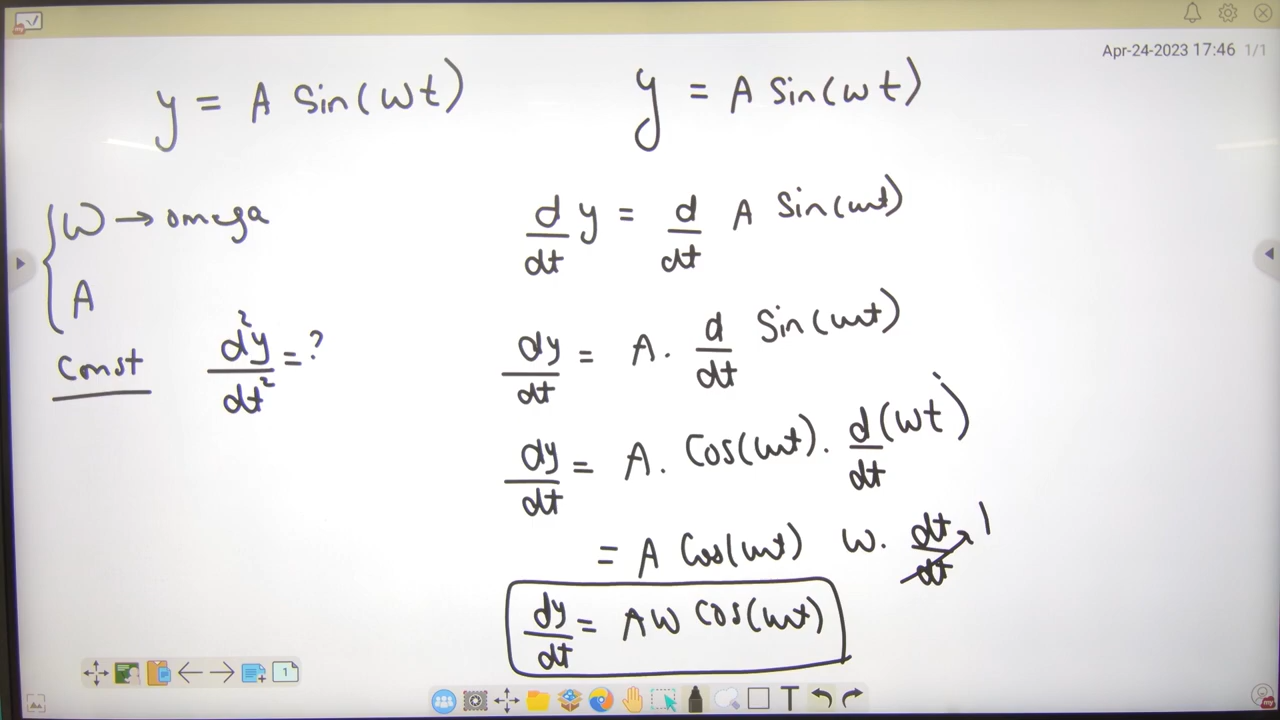 Apr-24-2023 17:46 1/1
y = A Sin(ωt)
ω → omega
A
Const
d²y/dt² = ?
y = A Sin(ωt)
d/dt y = d/dt A Sin(ωt)
dy/dt = A. d/dt Sin(ωt)
dy/dt = A. Cos(ωt). d/dt (ωt)
= A Cos(ωt) ω. dt/dt 1
dy/dt = Aω Cos(ωt)
1
T
my